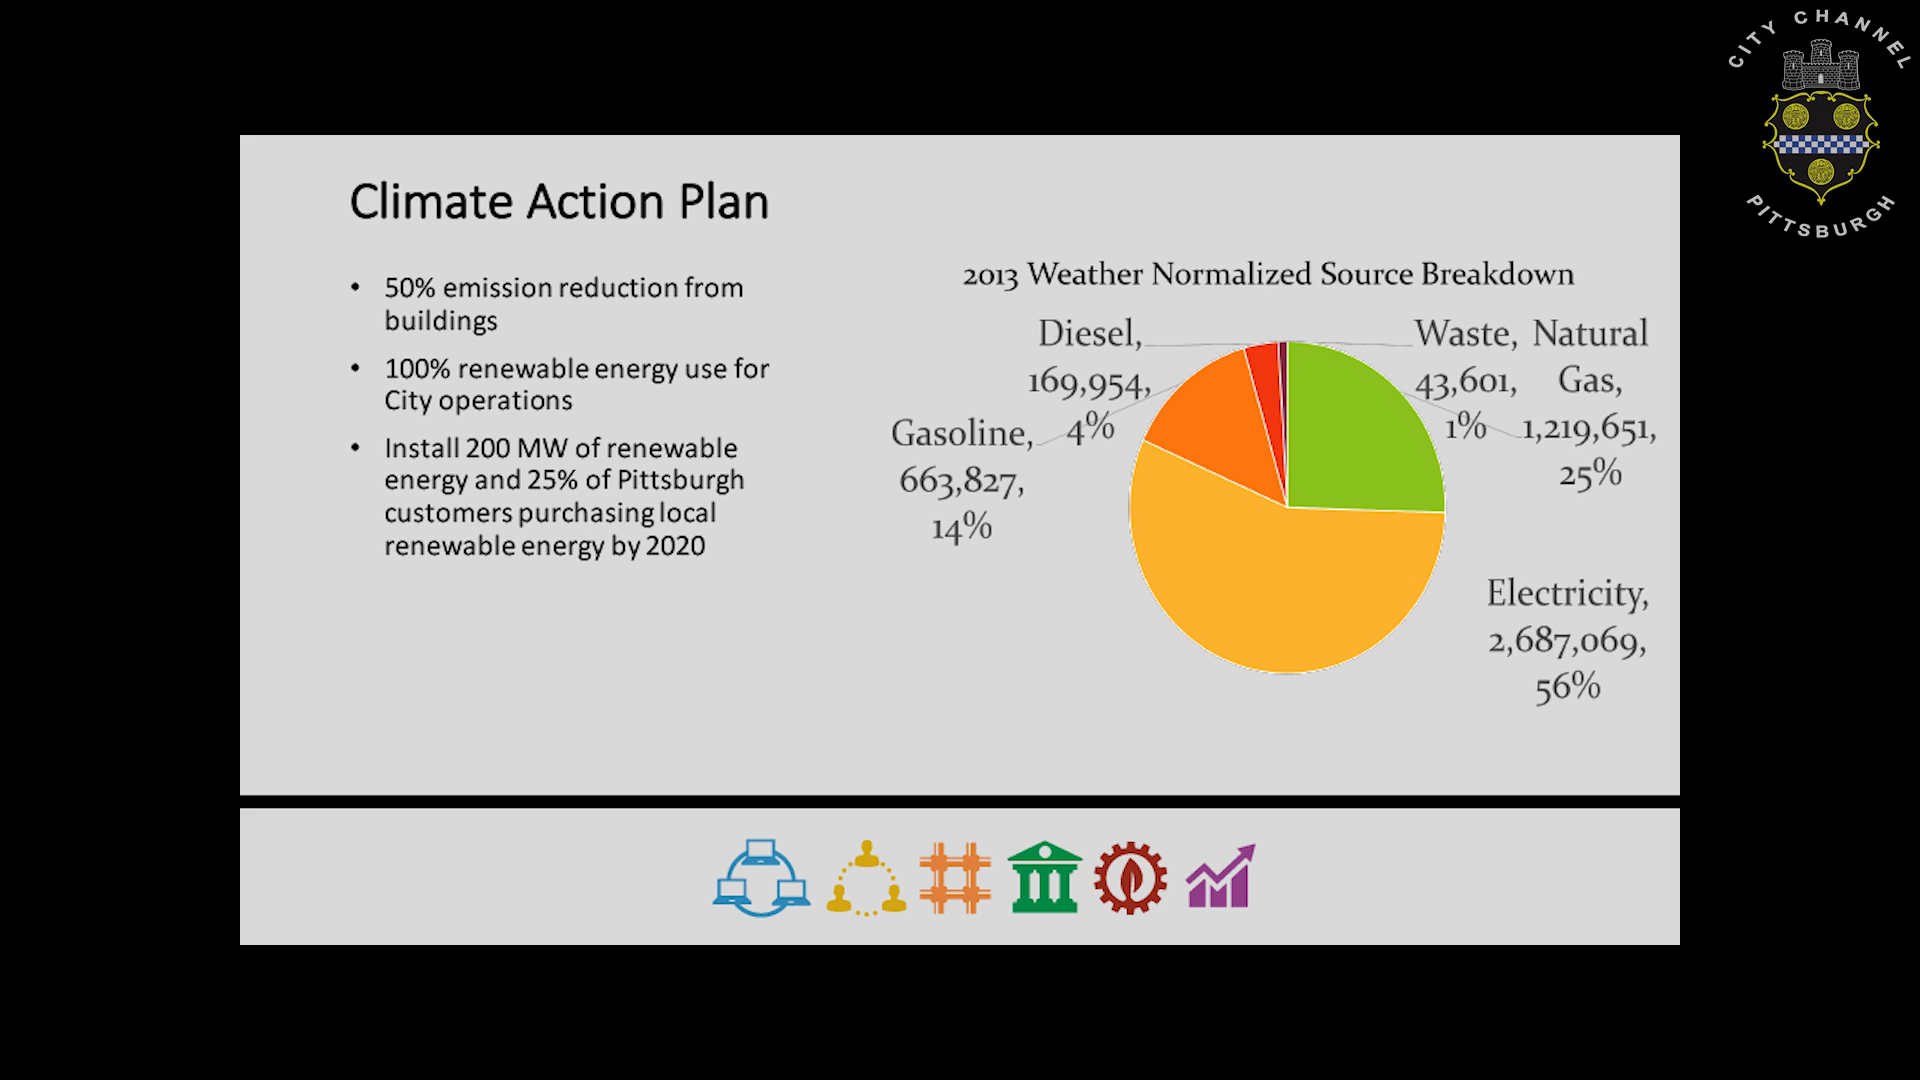 CITY CHANNEL
PITTSBURGH
Climate Action Plan
• 50% emission reduction from
buildings
• 100% renewable energy use for
City operations
• Install 200 MW of renewable
energy and 25% of Pittsburgh
customers purchasing local
renewable energy by 2020
2013 Weather Normalized Source Breakdown
Diesel,
169,954,
4%
Waste,
43,601,
1%
Natural
Gas,
1,219,651,
25%
Gasoline,
663,827,
14%
Electricity,
2,687,069,
56%